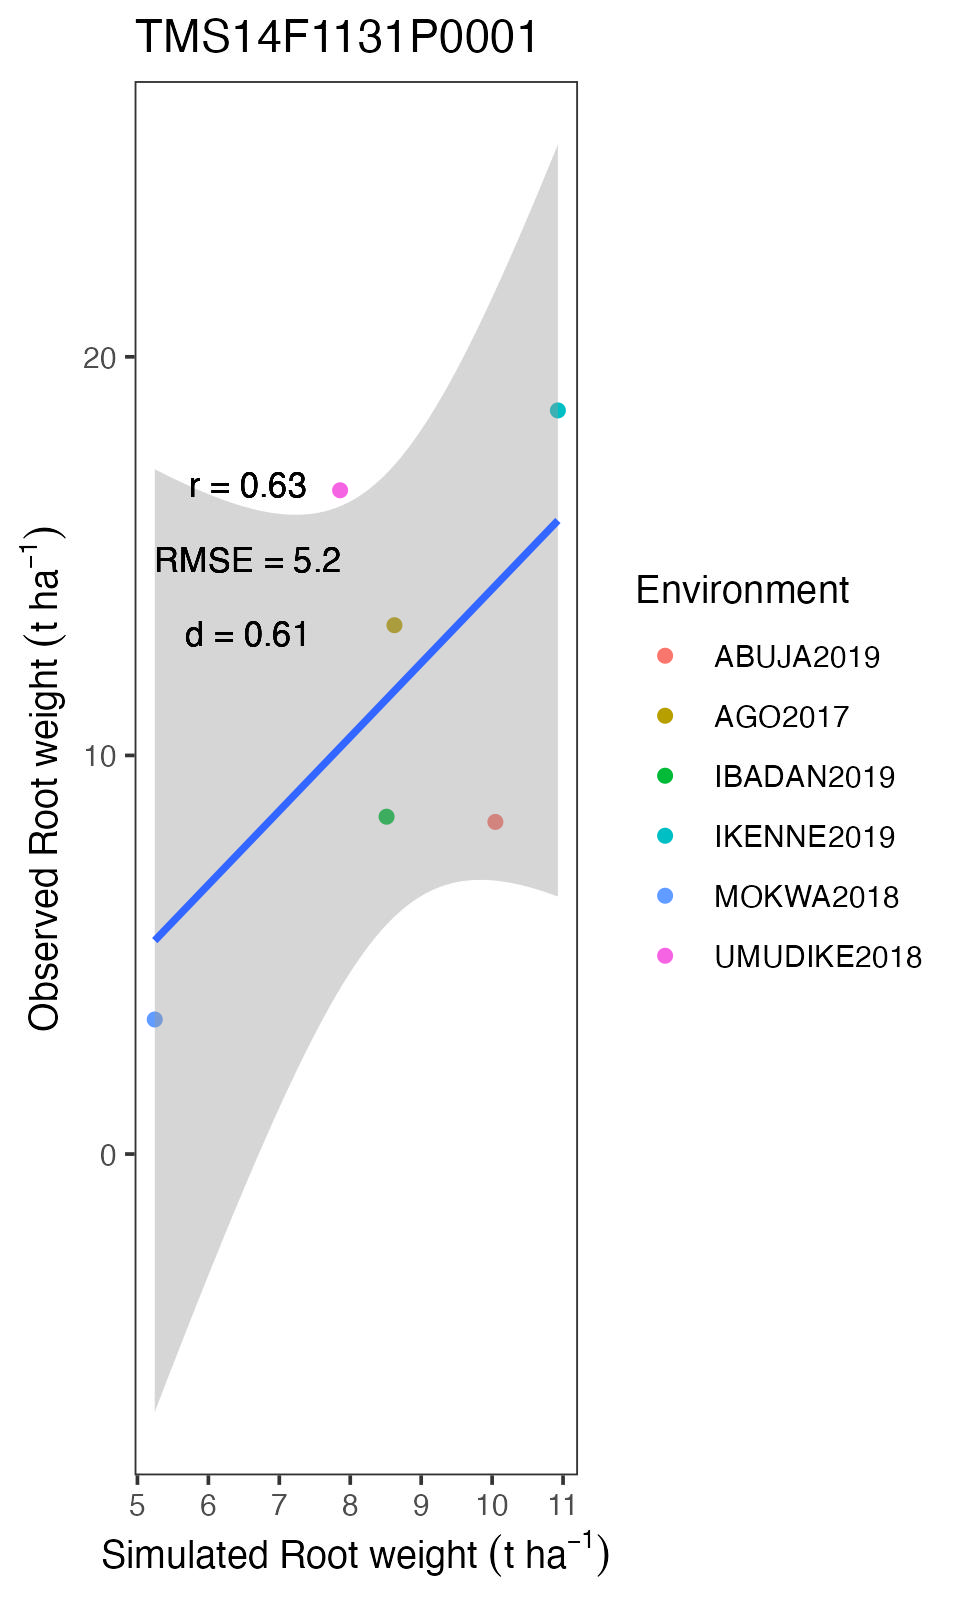 TMS14F1131P0001
Observed Root weight (t ha⁻¹)
20
10
0
r = 0.63
RMSE = 5.2
d = 0.61
5 6 7 8 9 10 11
Simulated Root weight (t ha⁻¹)
Environment
ABUJA2019
AGO2017
IBADAN2019
IKENNE2019
MOKWA2018
UMUDIKE2018